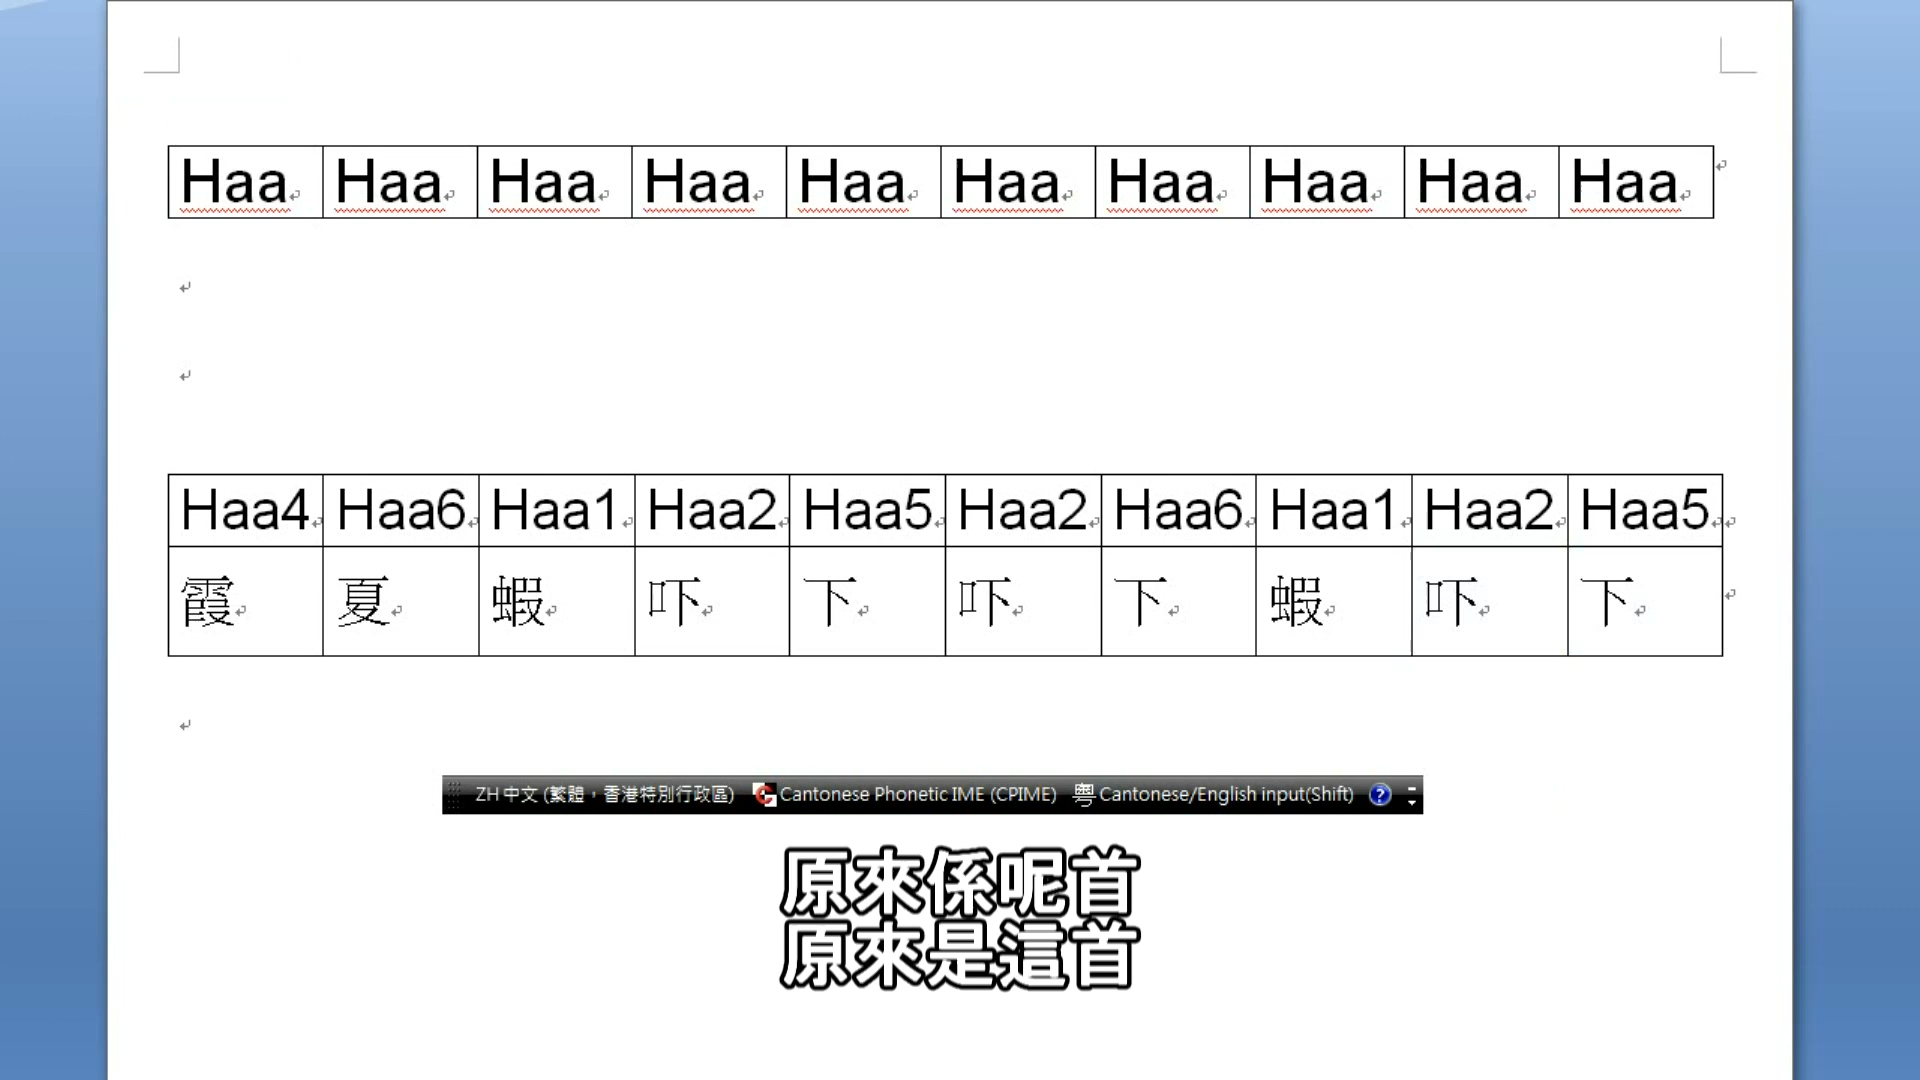 Haa Haa Haa Haa Haa Haa Haa Haa Haa Haa
Haa4 Haa6 Haa1 Haa2 Haa5 Haa2 Haa6 Haa1 Haa2 Haa5
霞 夏 蝦 吓 下 吓 下 蝦 吓 下
ZH 中文 (繁體，香港特別行政區) Cantonese Phonetic IME (CPIME) 粵 Cantonese/English input(Shift)
原來係呢首
原來是這首